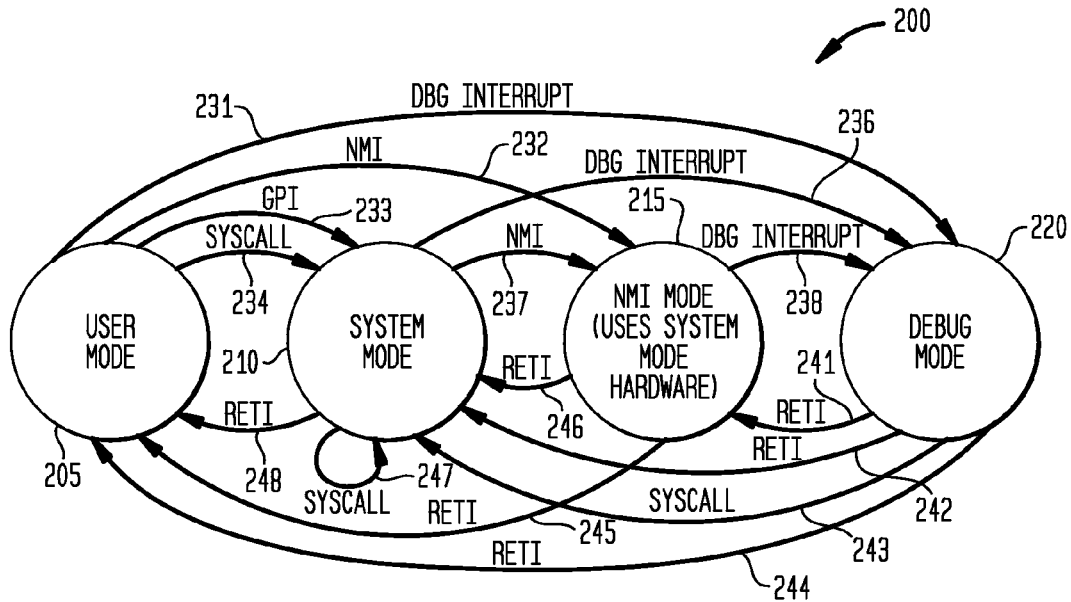 200
DBG INTERRUPT
231
236
NMI
232
DBG INTERRUPT
215
GPI
233
220
SYSCALL
NMI
DBG INTERRUPT
234
237
238
USER
MODE
SYSTEM
MODE
NMI MODE
(USES SYSTEM
MODE
HARDWARE)
DEBUG
MODE
210
RETI
241
RETI
246
RETI
RETI
205
248
247
SYSCALL
RETI
245
SYSCALL
242
243
RETI
244